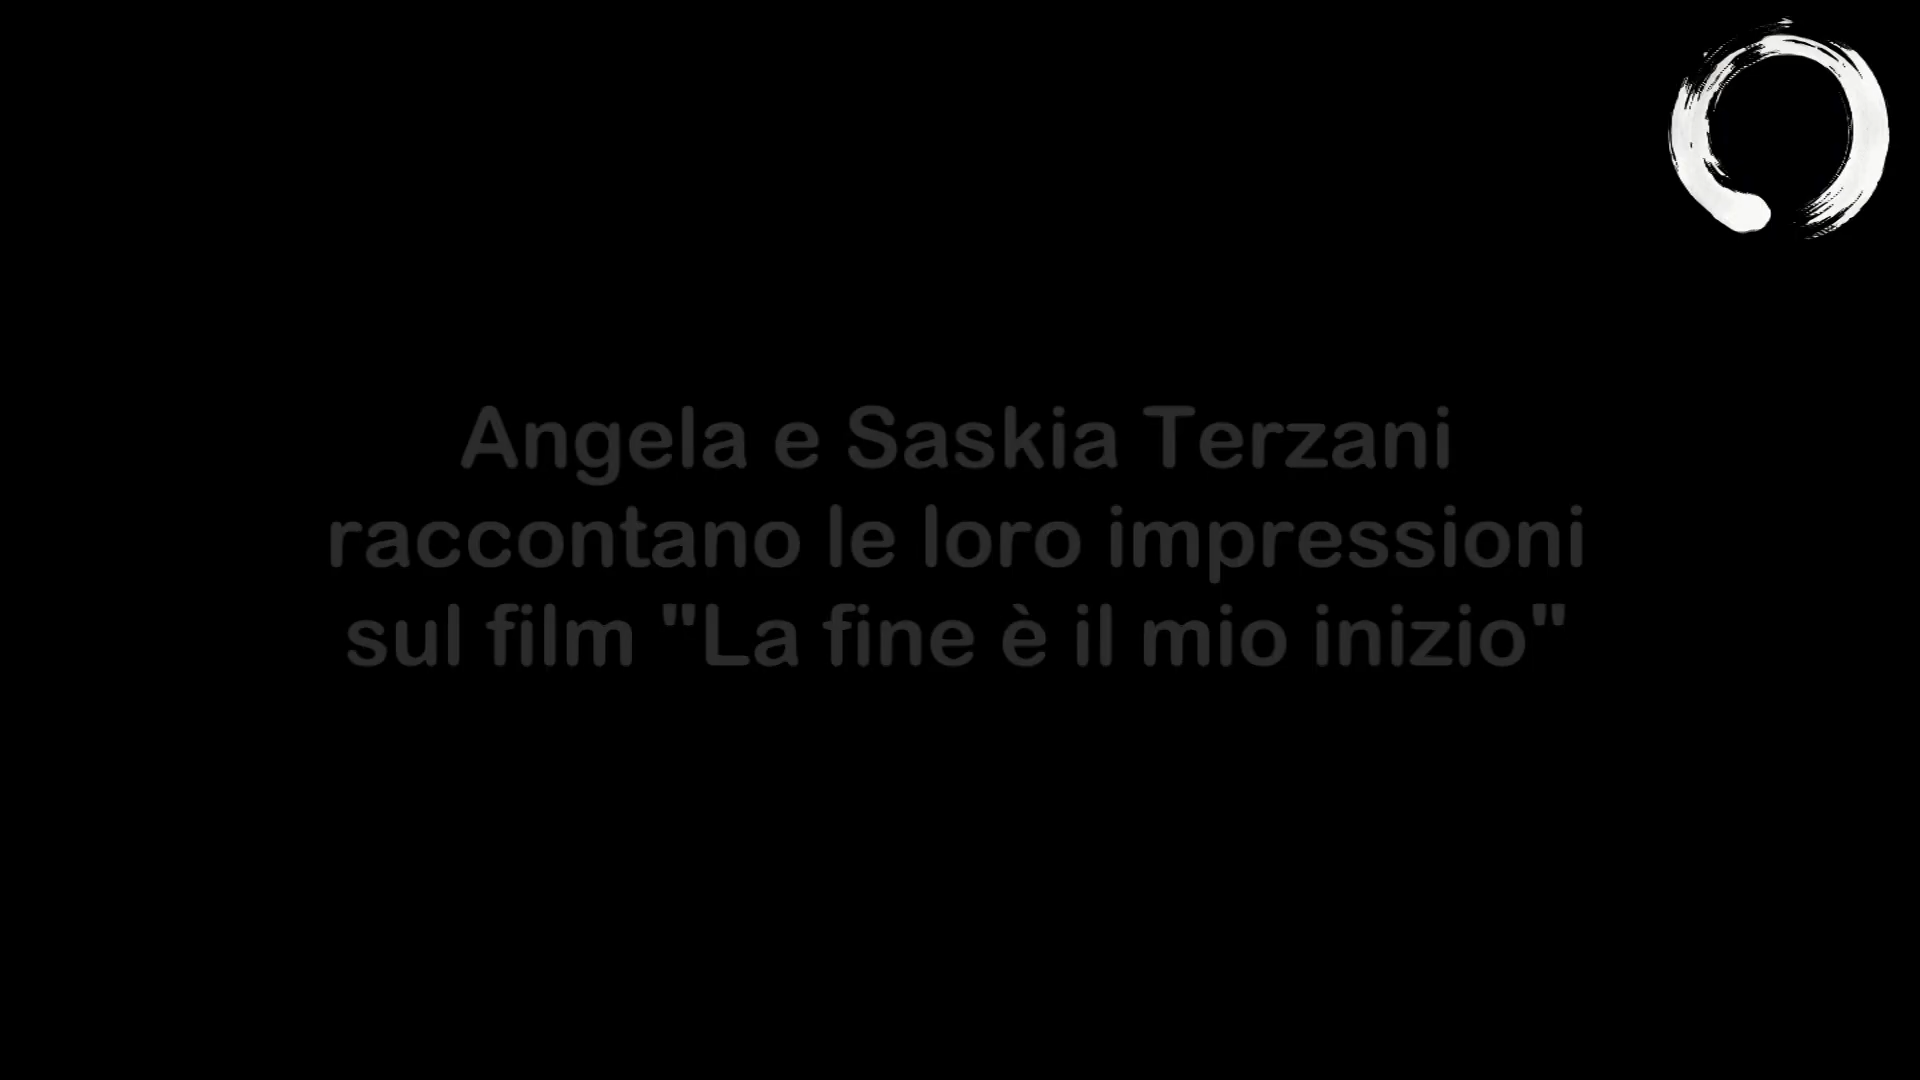 Angela e Saskia Terzani
raccontano le loro impressioni
sul film "La fine è il mio inizio"